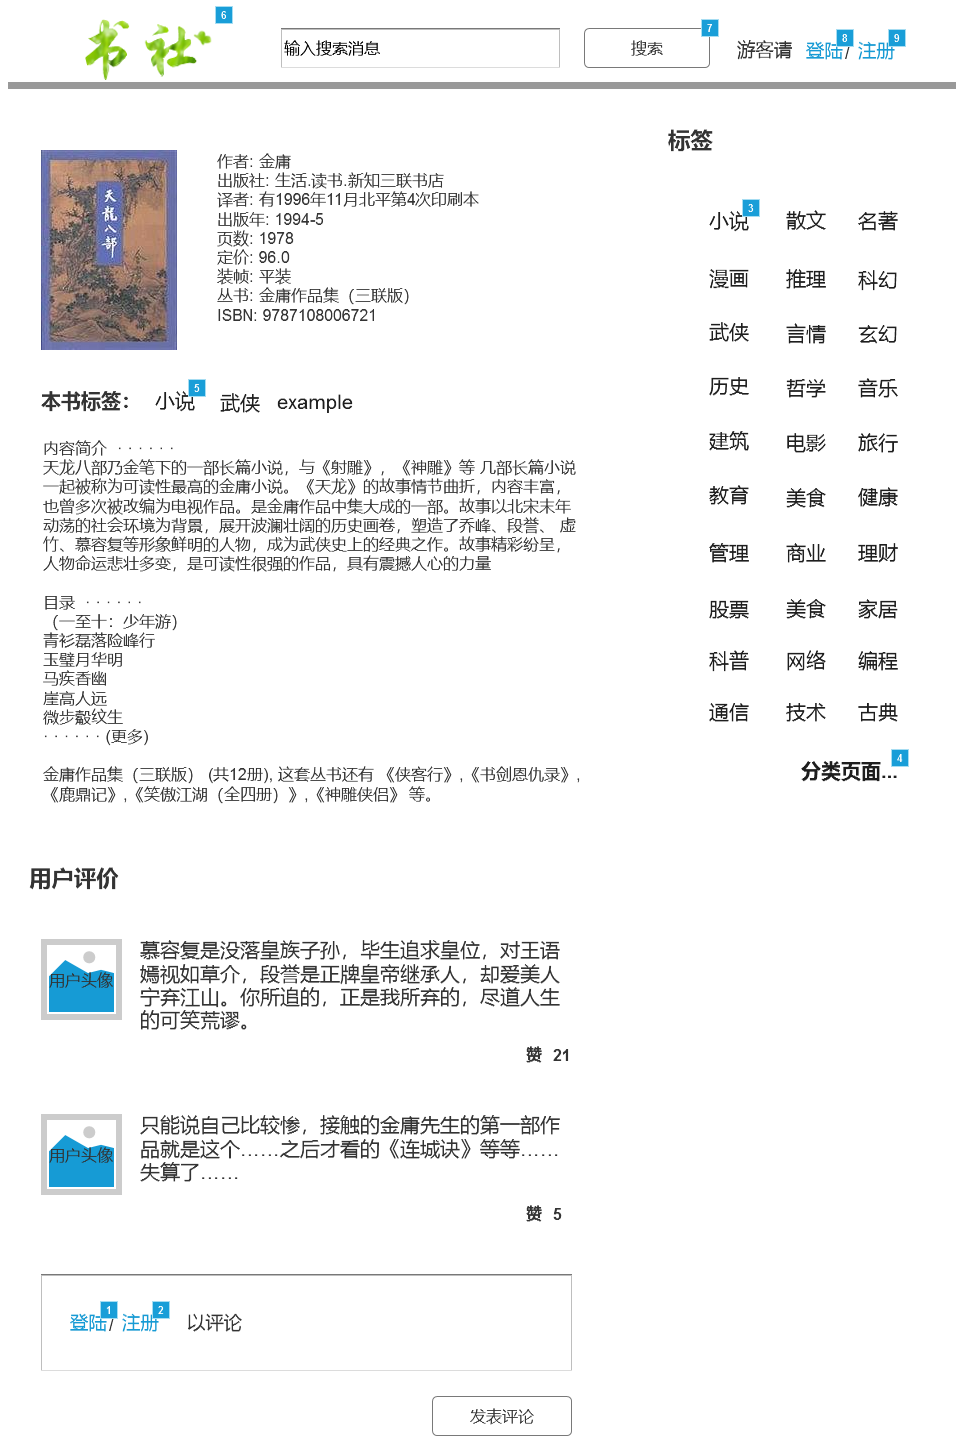 书社 6
输入搜索消息
搜索 7
游客请 登陆 8 / 注册 9
天龍八部
作者: 金庸
出版社: 生活.读书.新知三联书店
译者: 有1996年11月北平第4次印刷本
出版年: 1994-5
页数: 1978
定价: 96.0
装帧: 平装
丛书: 金庸作品集（三联版）
ISBN: 9787108006721
本书标签： 小说 5 武侠 example
内容简介 · · · · · ·
天龙八部乃金笔下的一部长篇小说，与《射雕》，《神雕》等 几部长篇小说
一起被称为可读性最高的金庸小说。《天龙》的故事情节曲折，内容丰富，
也曾多次被改编为电视作品。是金庸作品中集大成的一部。故事以北宋末年
动荡的社会环境为背景，展开波澜壮阔的历史画卷，塑造了乔峰、段誉、 虚
竹、慕容复等形象鲜明的人物，成为武侠史上的经典之作。故事精彩纷呈，
人物命运悲壮多变，是可读性很强的作品，具有震撼人心的力量
目录 · · · · · ·
（一至十：少年游）
青衫磊落险峰行
玉璧月华明
马疾香幽
崖高人远
微步縠纹生
· · · · · · (更多)
金庸作品集（三联版） (共12册), 这套丛书还有 《侠客行》,《书剑恩仇录》,
《鹿鼎记》,《笑傲江湖（全四册）》,《神雕侠侣》 等。
标签
小说 3 散文 名著
漫画 推理 科幻
武侠 言情 玄幻
历史 哲学 音乐
建筑 电影 旅行
教育 美食 健康
管理 商业 理财
股票 美食 家居
科普 网络 编程
通信 技术 古典
分类页面... 4
用户评价
用户头像
慕容复是没落皇族子孙，毕生追求皇位，对王语
嫣视如草介，段誉是正牌皇帝继承人，却爱美人
宁弃江山。你所追的，正是我所弃的，尽道人生
的可笑荒谬。
赞 21
用户头像
只能说自己比较惨，接触的金庸先生的第一部作
品就是这个……之后才看的《连城诀》等等……
失算了……
赞 5
登陆 1 / 注册 2 以评论
发表评论